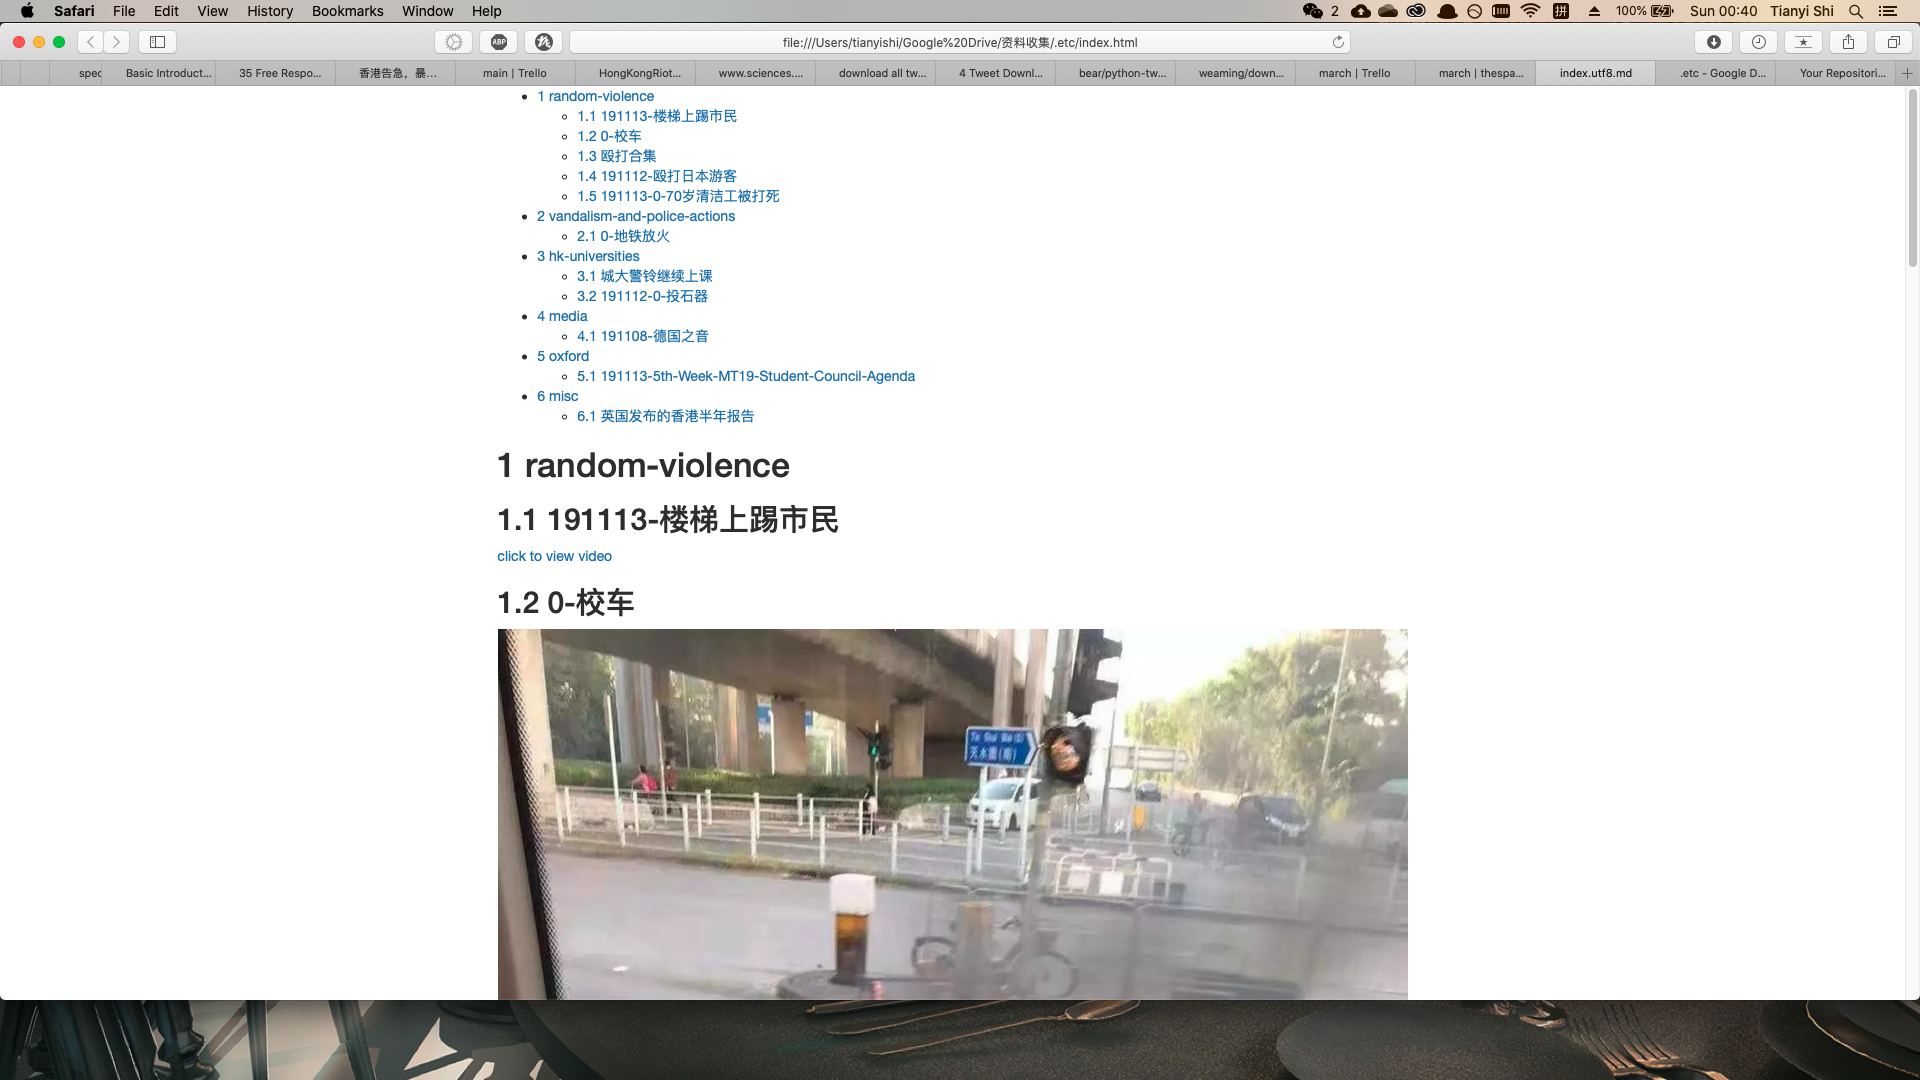 Safari File Edit View History Bookmarks Window Help 2 100% Sun 00:40 Tianyi Shi
ABP file:///Users/tianyishi/Google%20Drive/资料收集/.etc/index.html
spec Basic Introduct... 35 Free Respo... 香港告急，暴... main | Trello HongKongRiot... www.sciences.... download all tw... 4 Tweet Downl... bear/python-tw... weaming/down... march | Trello march | thespa... index.utf8.md .etc - Google D... Your Repositori...
1 random-violence
1.1 191113-楼梯上踢市民
1.2 0-校车
1.3 殴打合集
1.4 191112-殴打日本游客
1.5 191113-0-70岁清洁工被打死
2 vandalism-and-police-actions
2.1 0-地铁放火
3 hk-universities
3.1 城大警铃继续上课
3.2 191112-0-投石器
4 media
4.1 191108-德国之音
5 oxford
5.1 191113-5th-Week-MT19-Student-Council-Agenda
6 misc
6.1 英国发布的香港半年报告
1 random-violence
1.1 191113-楼梯上踢市民
click to view video
1.2 0-校车
Tin Shui Wai(S)
天水圍(南)